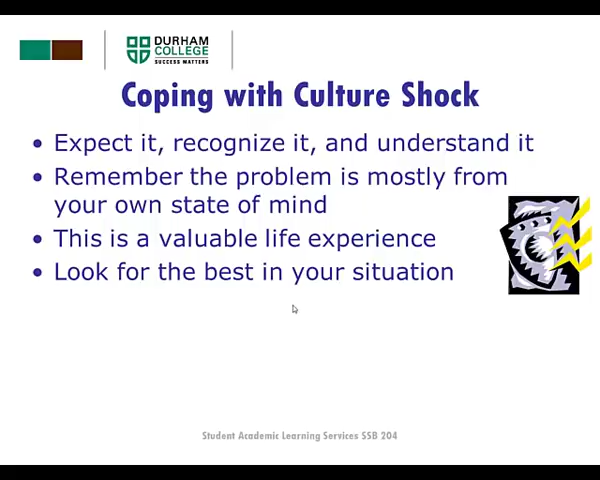 DURHAM
COLLEGE
SUCCESS MATTERS
Coping with Culture Shock
• Expect it, recognize it, and understand it
• Remember the problem is mostly from
your own state of mind
• This is a valuable life experience
• Look for the best in your situation
Student Academic Learning Services SSB 204